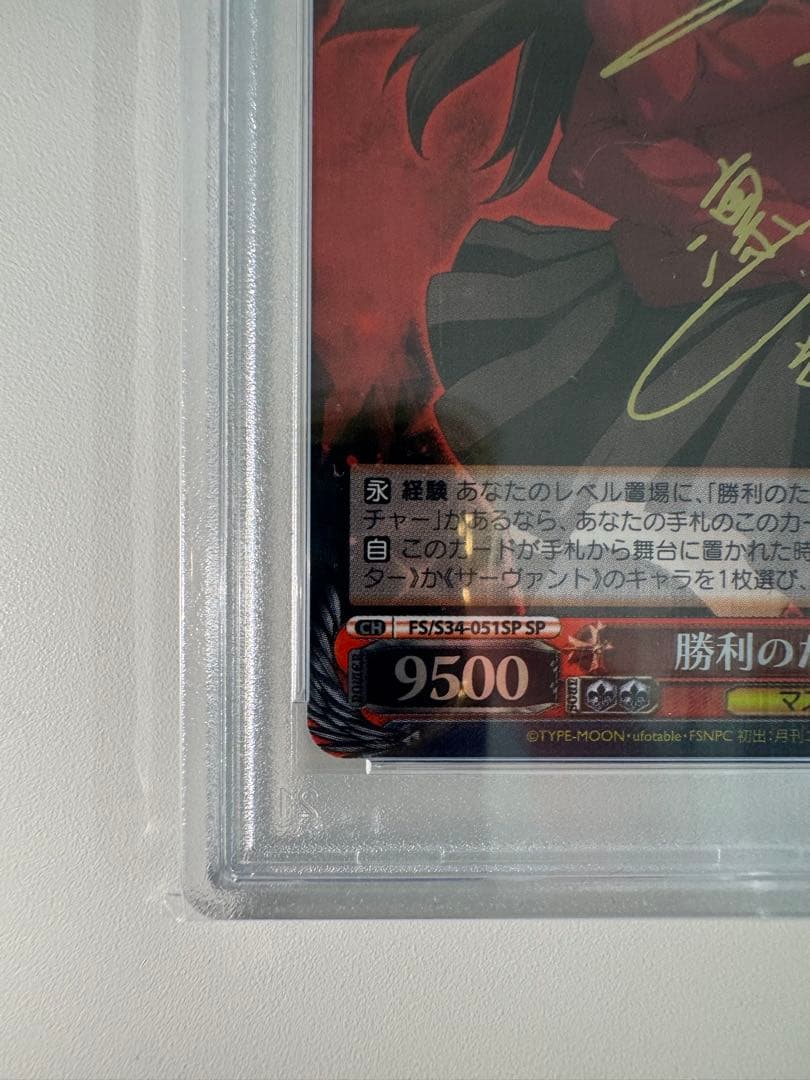 凛
永 経験 あなたのレベル置場に、「勝利のた
チャー」があるなら、あなたの手札のこのカー
自 このカードが手札から舞台に置かれた時
ター》か《サーヴァント》のキャラを1枚選び、
CH FS/S34-051SP SP
勝利のた
POWER 9500
SOUL
マス
©TYPE-MOON・ufotable・FSNPC 初出:月刊